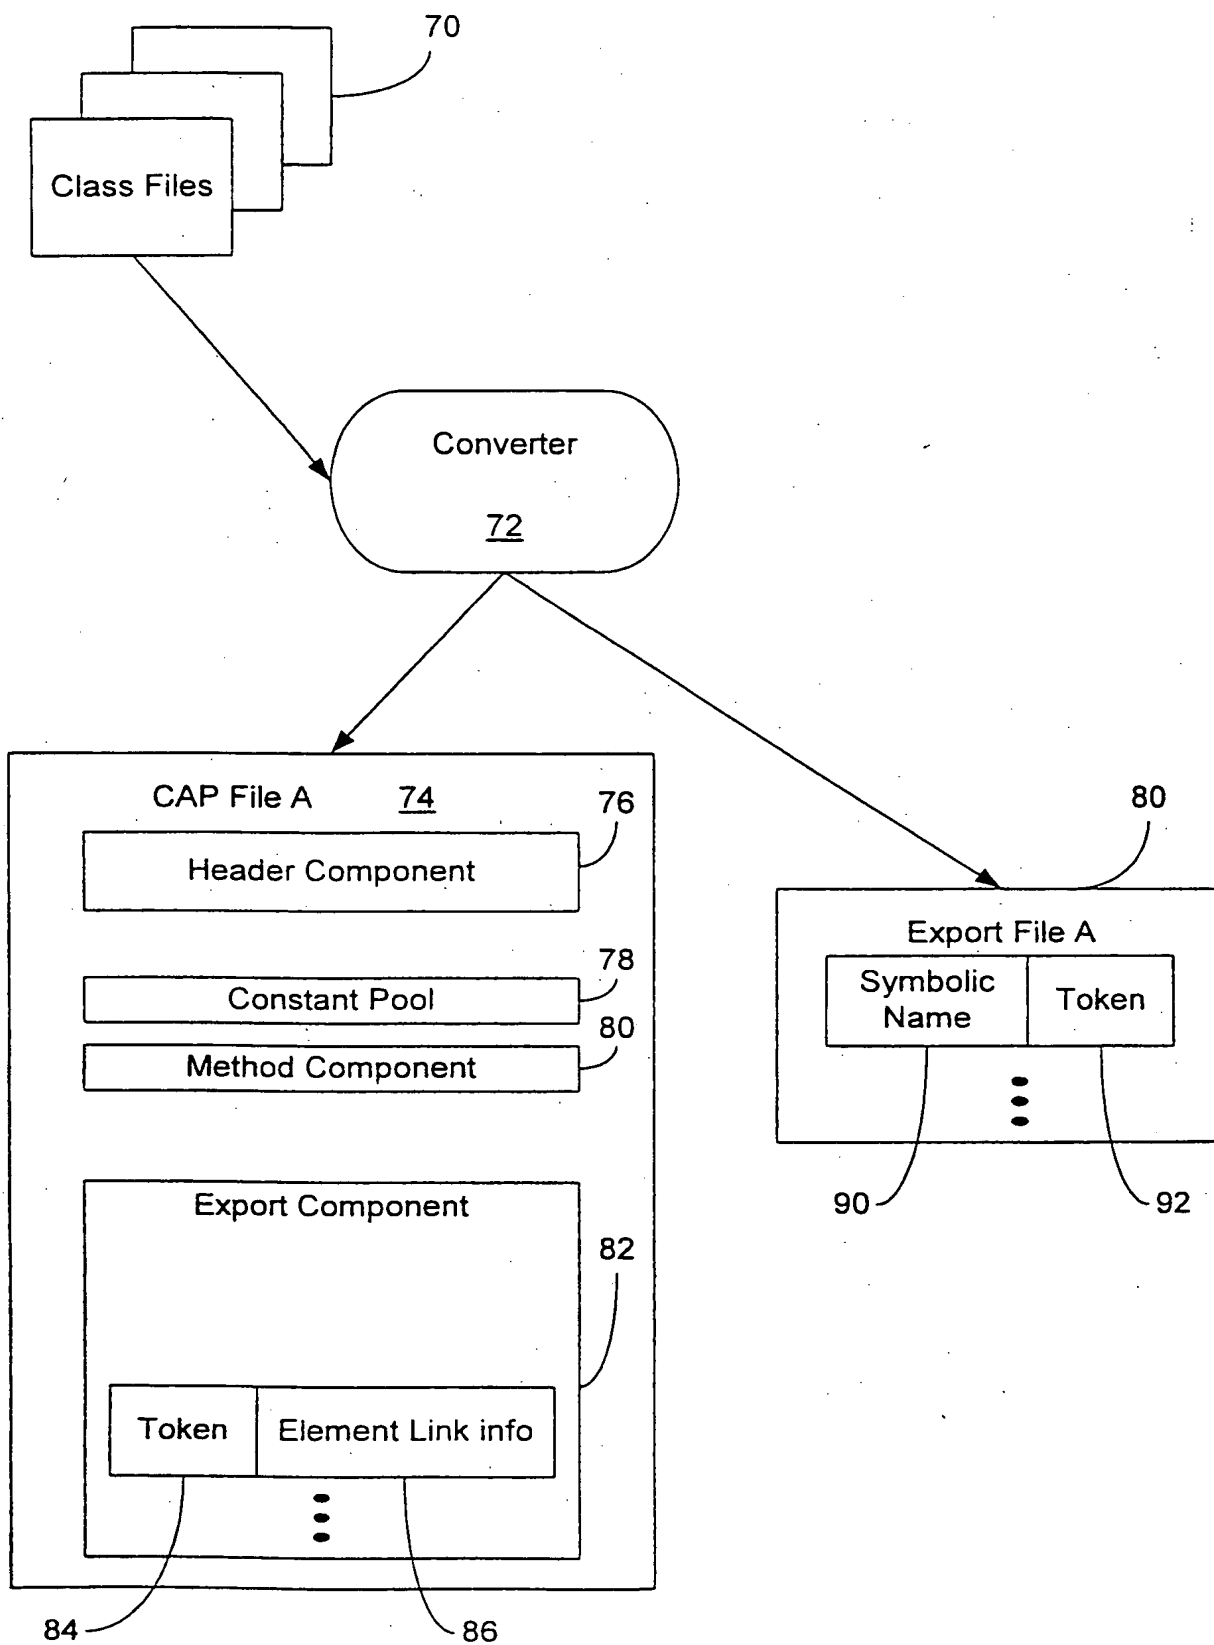 70
Class Files
Converter
72
CAP File A 74
76
Header Component
78
Constant Pool
80
Method Component
Export Component
82
Token Element Link info
84 86
80
Export File A
Symbolic
Name
Token
90 92